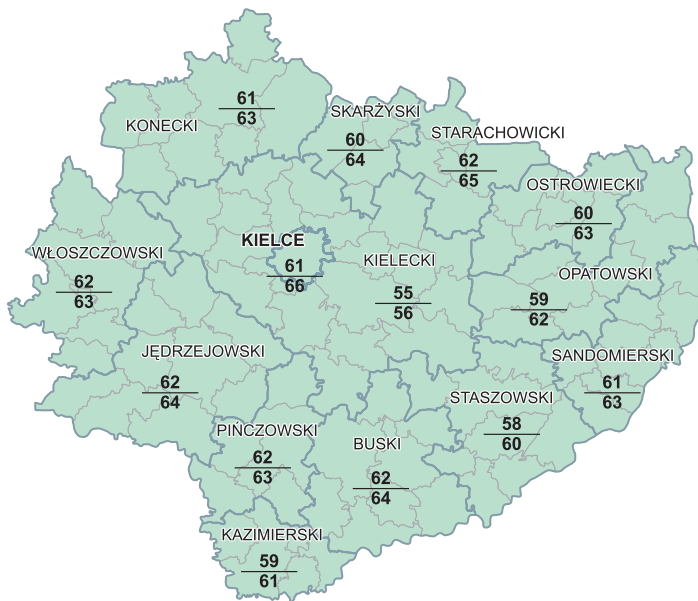 61
63
KONECKI
SKARŻYSKI
60
64
STARACHOWICKI
62
65
OSTROWIECKI
60
63
WŁOSZCZOWSKI
62
63
KIELCE
61
66
KIELECKI
55
56
OPATOWSKI
59
62
JĘDRZEJOWSKI
62
64
SANDOMIERSKI
61
63
STASZOWSKI
58
60
PIŃCZOWSKI
62
63
BUSKI
62
64
KAZIMIERSKI
59
61